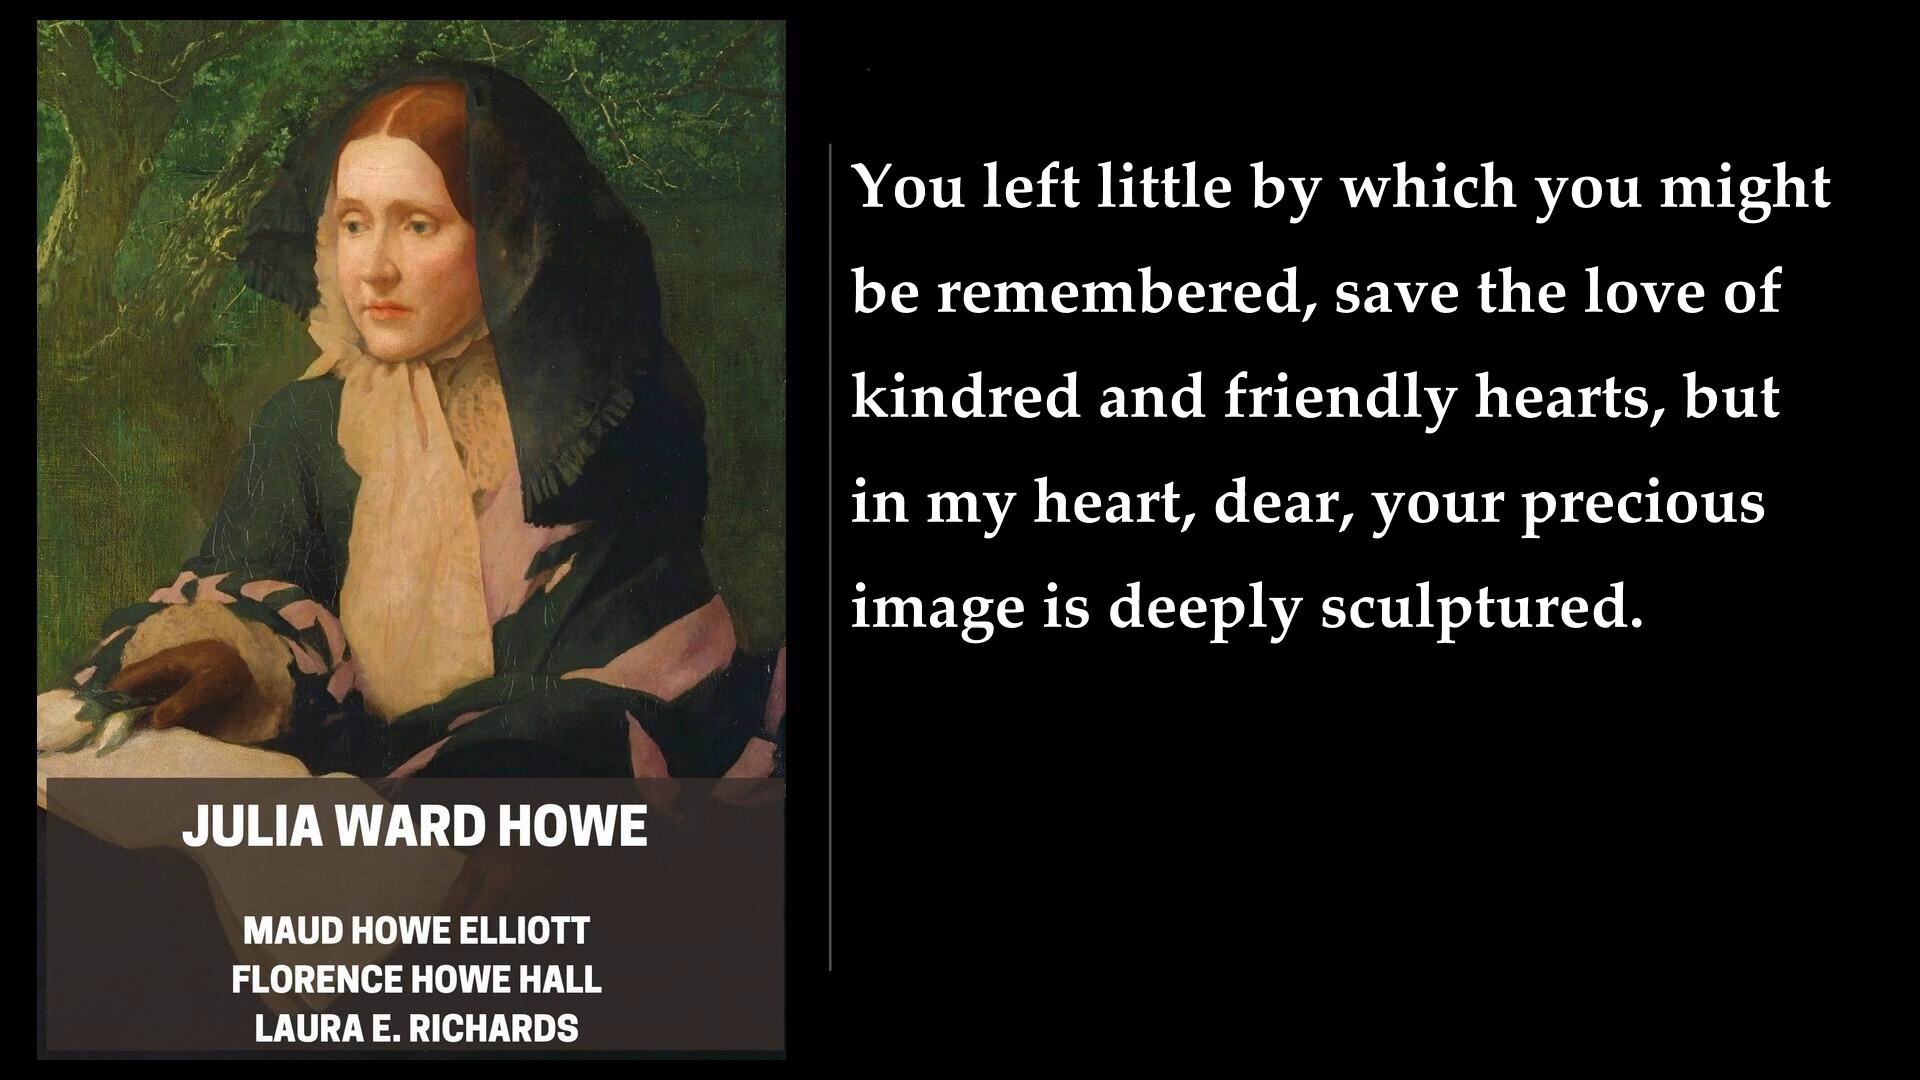 JULIA WARD HOWE
MAUD HOWE ELLIOTT
FLORENCE HOWE HALL
LAURA E. RICHARDS
You left little by which you might
be remembered, save the love of
kindred and friendly hearts, but
in my heart, dear, your precious
image is deeply sculptured.